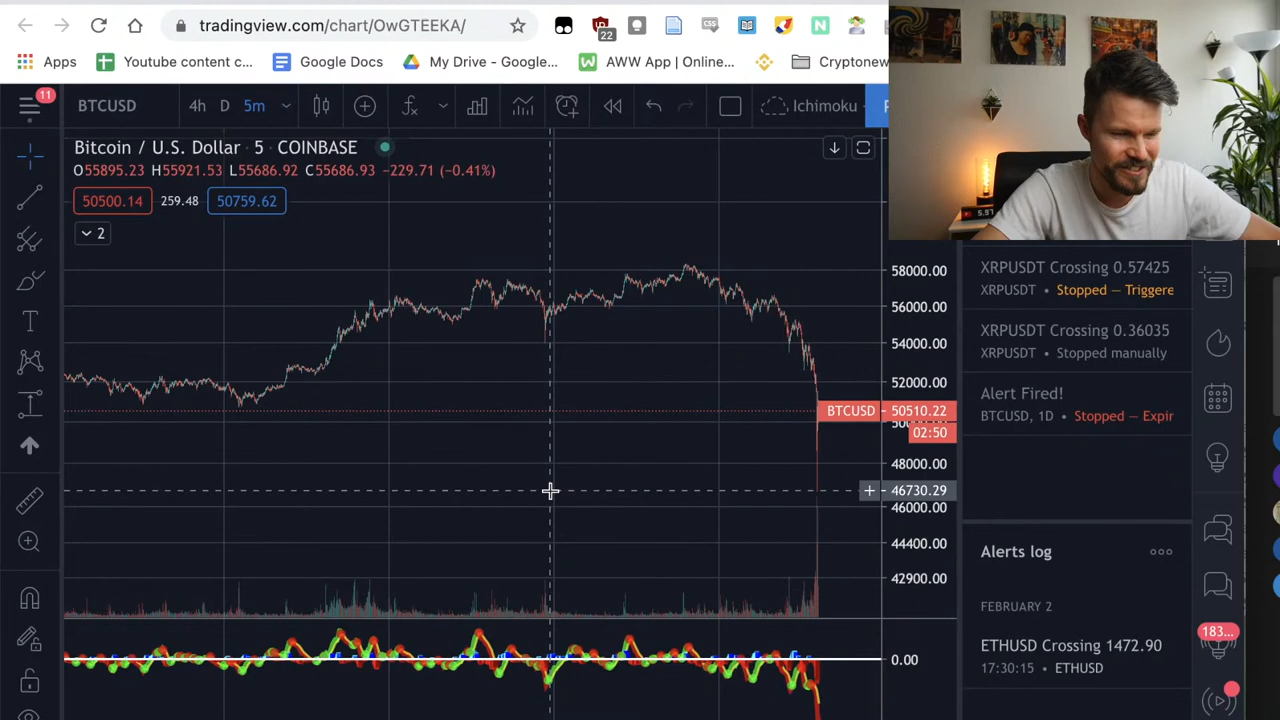 tradingview.com/chart/OwGTEEKA/
22
CSS
N
Apps
Youtube content c...
Google Docs
My Drive – Google...
AWW App | Online...
Cryptonew
11
BTCUSD
4h
D
5m
Ichimoku
Bitcoin / U.S. Dollar · 5 COINBASE
O55895.23 H55921.53 L55686.92 C55686.93 −229.71 (−0.41%)
50500.14
259.48
50759.62
2
58000.00
56000.00
54000.00
52000.00
BTCUSD
50510.22
02:50
48000.00
46730.29
46000.00
44400.00
42900.00
0.00
5.97
XRPUSDT Crossing 0.57425
XRPUSDT • Stopped — Triggere
XRPUSDT Crossing 0.36035
XRPUSDT • Stopped manually
Alert Fired!
BTCUSD, 1D • Stopped — Expir
Alerts log
FEBRUARY 2
ETHUSD Crossing 1472.90
17:30:15 • ETHUSD
183...